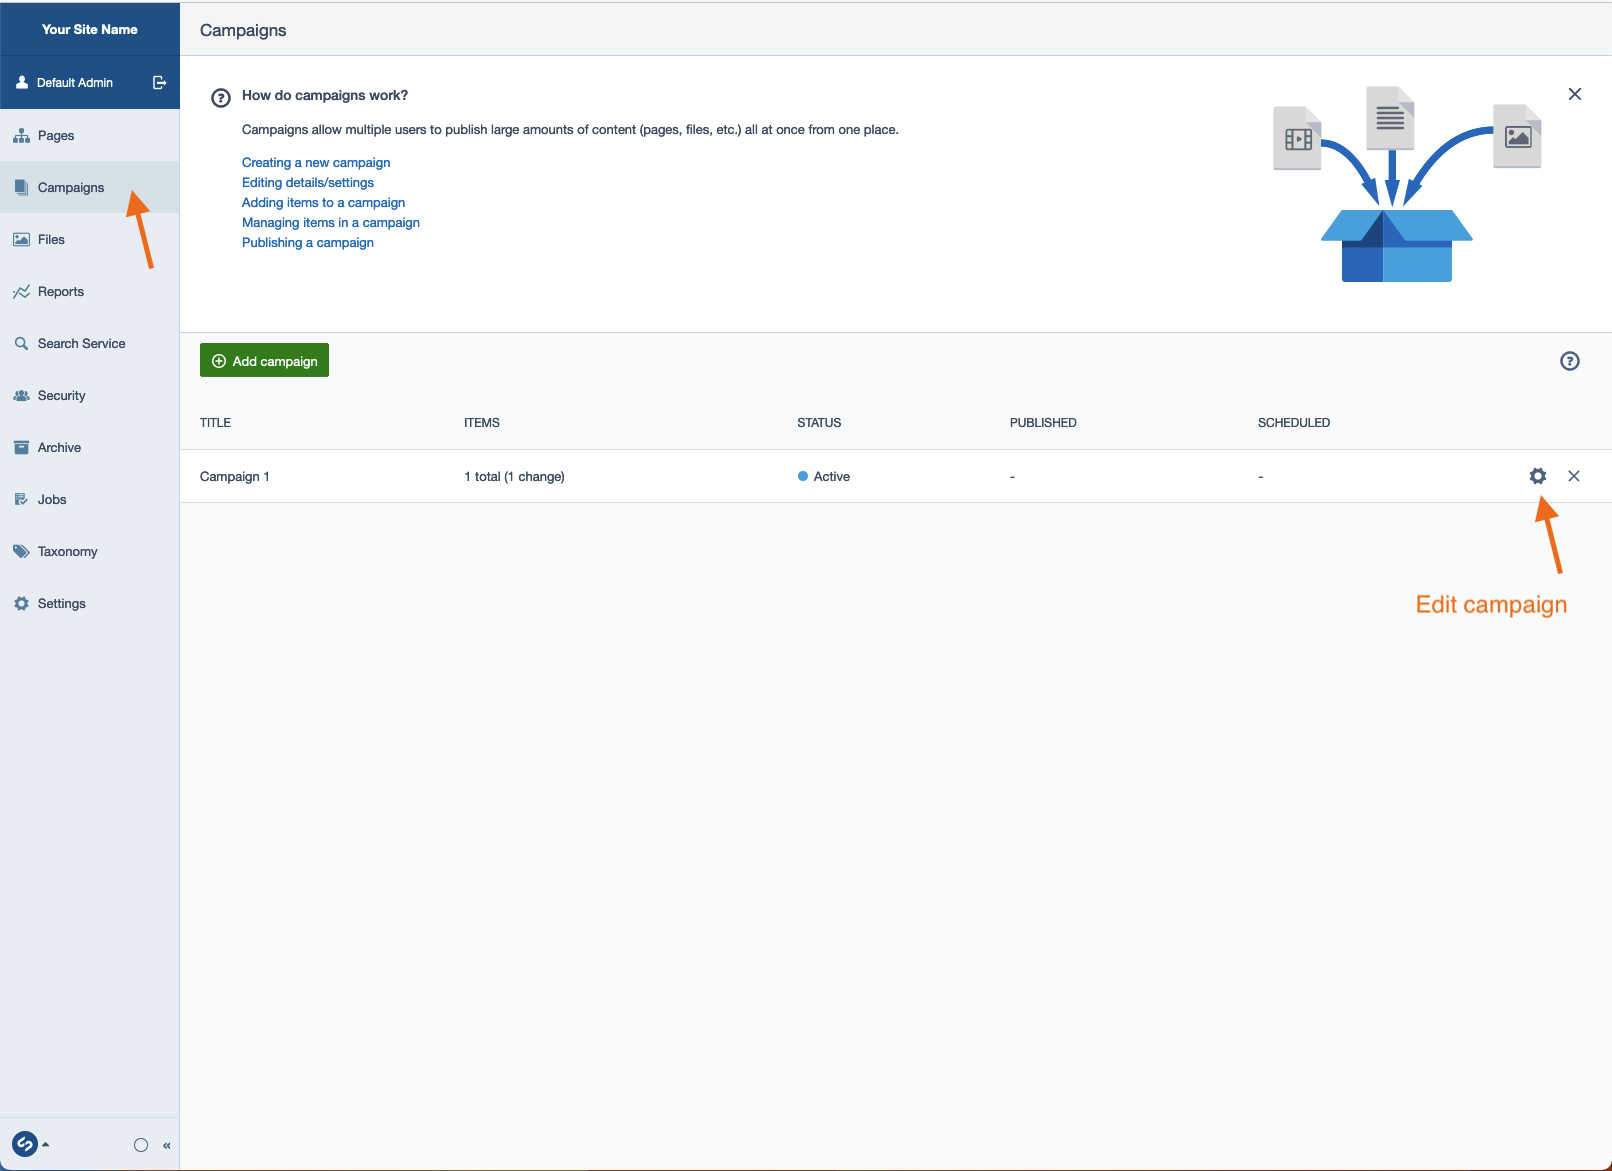 Your Site Name
Default Admin
Pages
Campaigns
Files
Reports
Search Service
Security
Archive
Jobs
Taxonomy
Settings
«
Campaigns
How do campaigns work?
Campaigns allow multiple users to publish large amounts of content (pages, files, etc.) all at once from one place.
Creating a new campaign
Editing details/settings
Adding items to a campaign
Managing items in a campaign
Publishing a campaign
Add campaign
TITLE ITEMS STATUS PUBLISHED SCHEDULED
Campaign 1 1 total (1 change) Active - -
Edit campaign